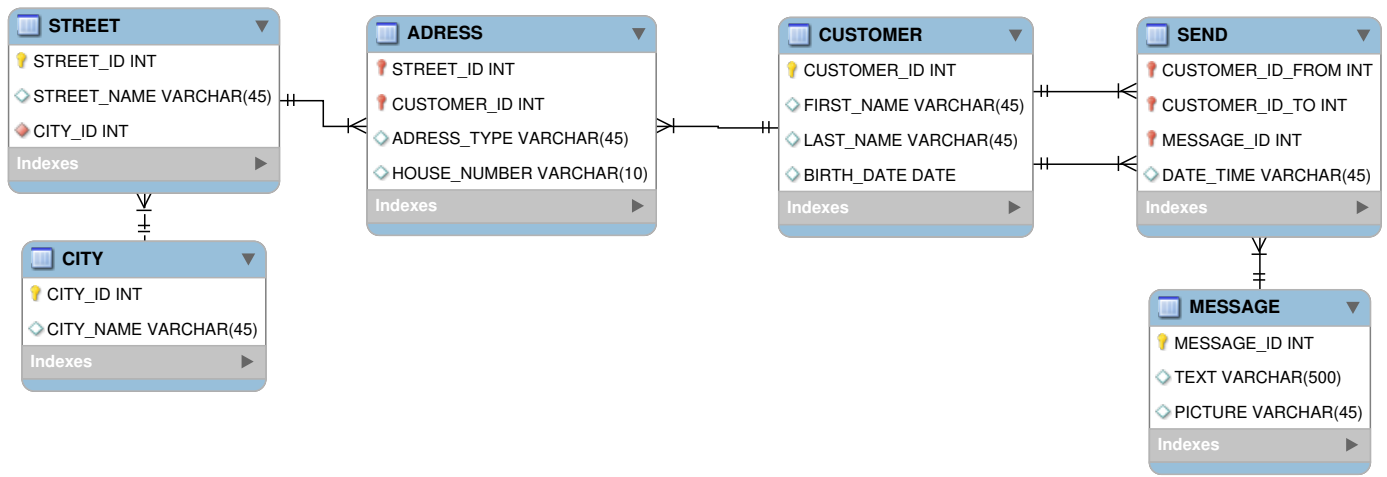 STREET
STREET_ID INT
STREET_NAME VARCHAR(45)
CITY_ID INT
Indexes
ADRESS
STREET_ID INT
CUSTOMER_ID INT
ADRESS_TYPE VARCHAR(45)
HOUSE_NUMBER VARCHAR(10)
Indexes
CUSTOMER
CUSTOMER_ID INT
FIRST_NAME VARCHAR(45)
LAST_NAME VARCHAR(45)
BIRTH_DATE DATE
Indexes
SEND
CUSTOMER_ID_FROM INT
CUSTOMER_ID_TO INT
MESSAGE_ID INT
DATE_TIME VARCHAR(45)
Indexes
CITY
CITY_ID INT
CITY_NAME VARCHAR(45)
Indexes
MESSAGE
MESSAGE_ID INT
TEXT VARCHAR(500)
PICTURE VARCHAR(45)
Indexes